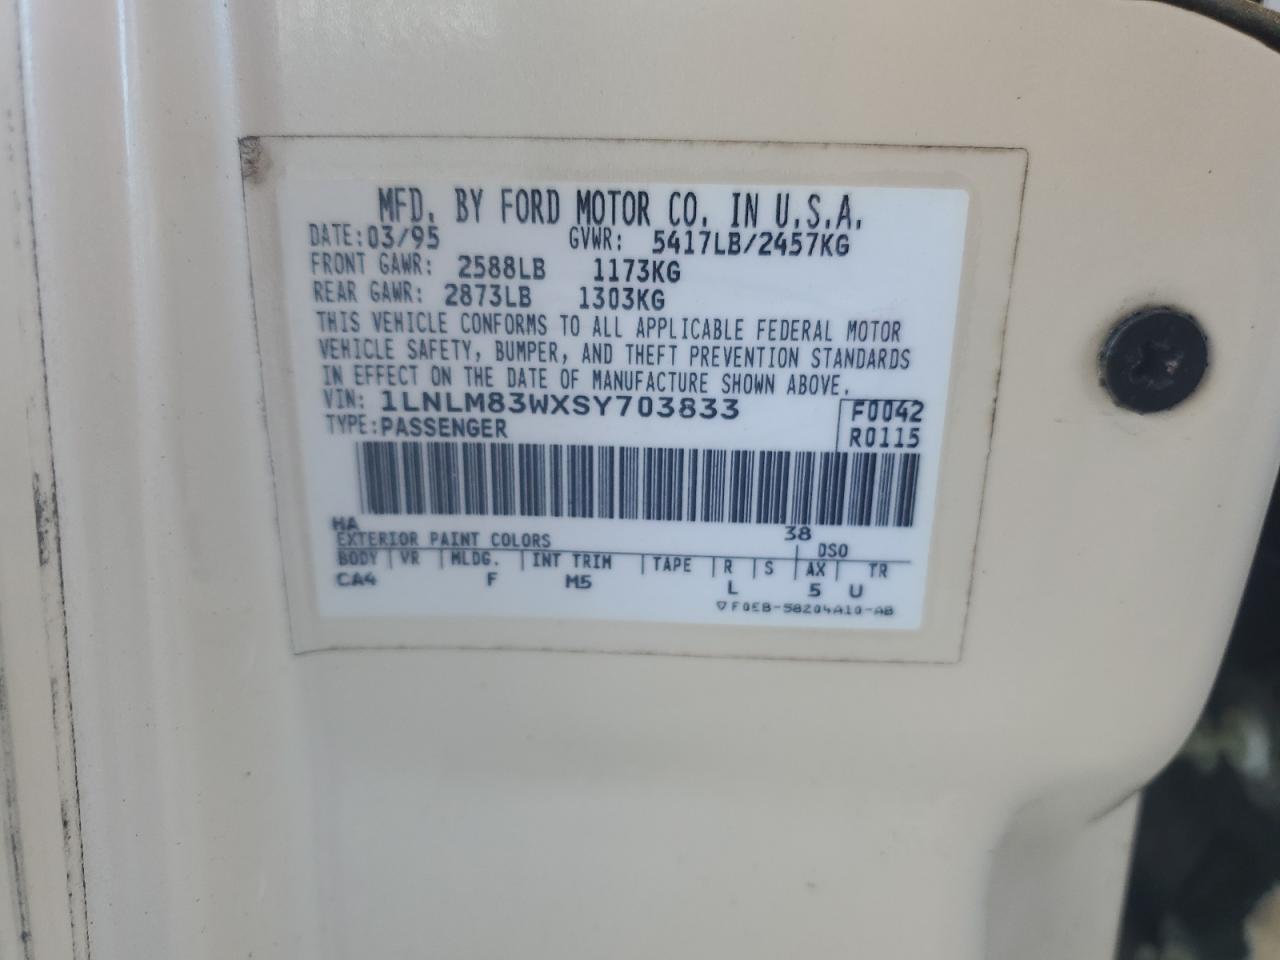 MFD. BY FORD MOTOR CO. IN U.S.A.
DATE: 03/95 GVWR: 5417LB/2457KG
FRONT GAWR: 2588LB 1173KG
REAR GAWR: 2873LB 1303KG
THIS VEHICLE CONFORMS TO ALL APPLICABLE FEDERAL MOTOR
VEHICLE SAFETY, BUMPER, AND THEFT PREVENTION STANDARDS
IN EFFECT ON THE DATE OF MANUFACTURE SHOWN ABOVE.
VIN: 1LNLM83WXSY703833 F0042
TYPE: PASSENGER R0115
HA 38
EXTERIOR PAINT COLORS DSO
BODY VR MLDG. INT TRIM TAPE R S AX TR
CA4 F M5 L 5 U
▽F0EB-58204A10-AB